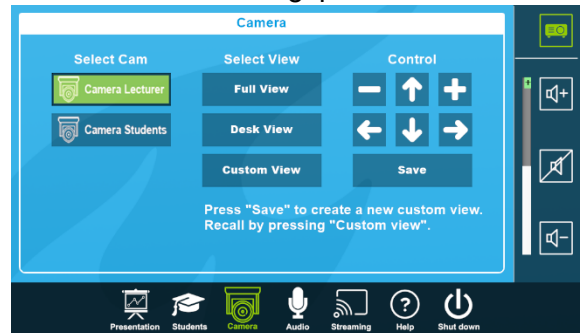 Camera
Select Cam Select View Control
Camera Lecturer Full View
Camera Students Desk View
Custom View Save
Press "Save" to create a new custom view.
Recall by pressing "Custom view".
Presentation Students Camera Audio Streaming Help Shut down